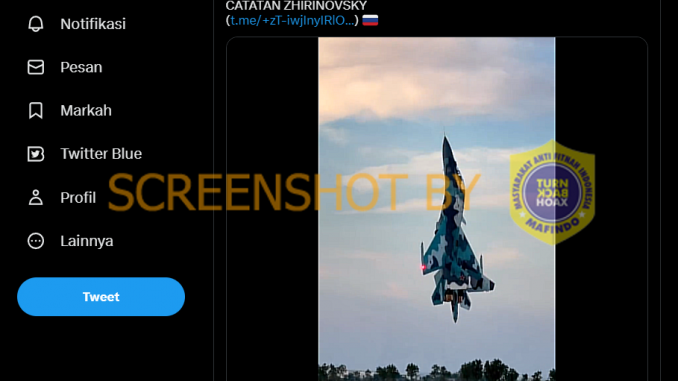 CATATAN ZHIRINOVSKY
(t.me/+zT-iwjInyIRlO...) 🇷🇺
Notifikasi
Pesan
Markah
Twitter Blue
Profil
Lainnya
Tweet
SCREENSHOT BY
MASYARAKAT ANTI FITNAH INDONESIA
TURN
BACK
HOAX
MAFINDO